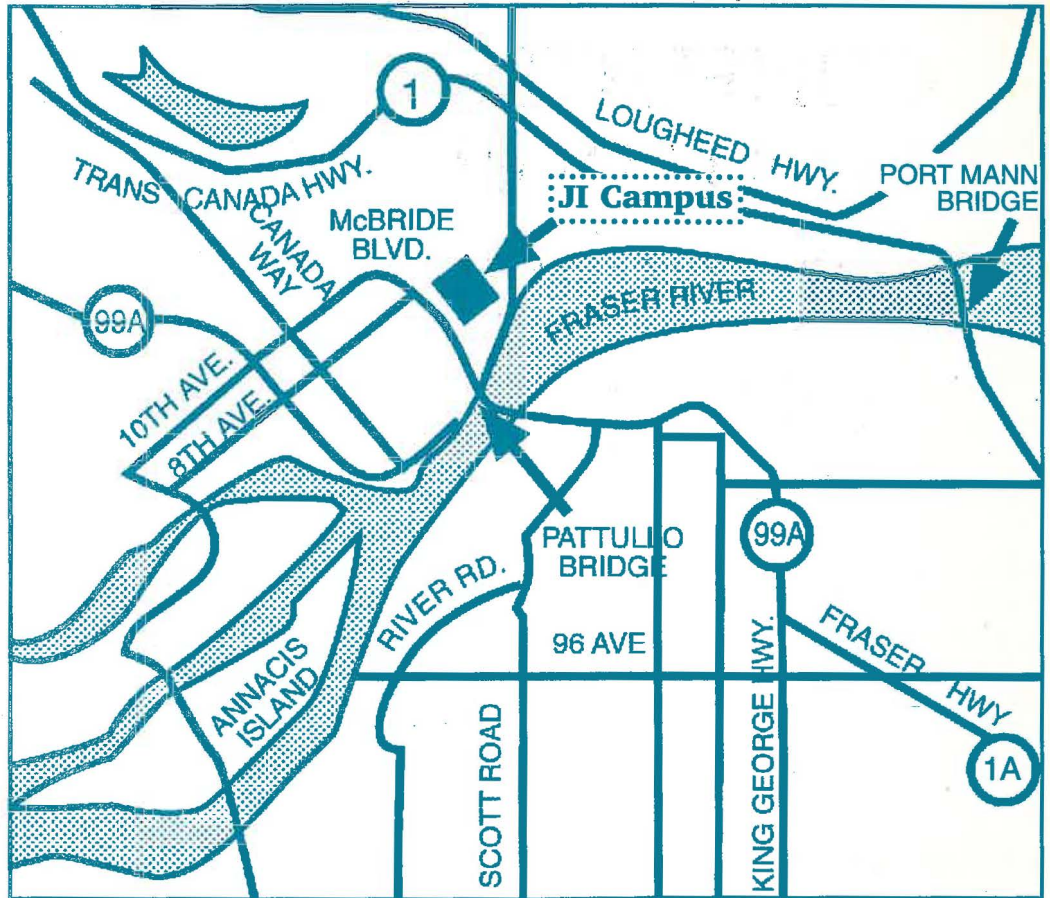 1
LOUGHEED HWY.
TRANS CANADA HWY.
PORT MANN
BRIDGE
JI Campus
CANADA
WAY
McBRIDE
BLVD.
99A
FRASER RIVER
10TH AVE.
8TH AVE.
PATTULLO
BRIDGE
99A
RIVER RD.
96 AVE
FRASER HWY
ANNACIS
ISLAND
SCOTT ROAD
KING GEORGE HWY.
1A